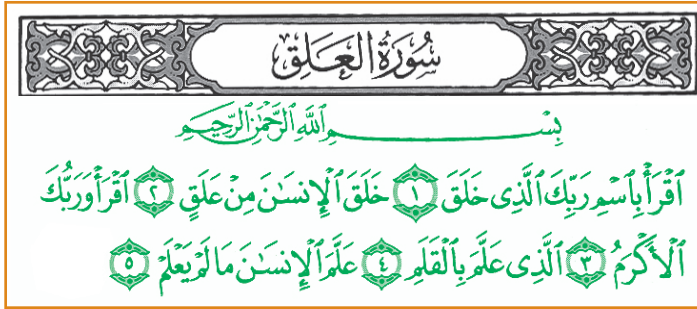 سُورَةُ العَلَقِ
بِسْمِ ٱللَّهِ ٱلرَّحْمَٰنِ ٱلرَّحِيمِ
ٱقْرَأْ بِٱسْمِ رَبِّكَ ٱلَّذِى خَلَقَ ١ خَلَقَ ٱلْإِنسَٰنَ مِنْ عَلَقٍ ٢ ٱقْرَأْ وَرَبُّكَ
ٱلْأَكْرَمُ ٣ ٱلَّذِى عَلَّمَ بِٱلْقَلَمِ ٤ عَلَّمَ ٱلْإِنسَٰنَ مَا لَمْ يَعْلَمْ ٥